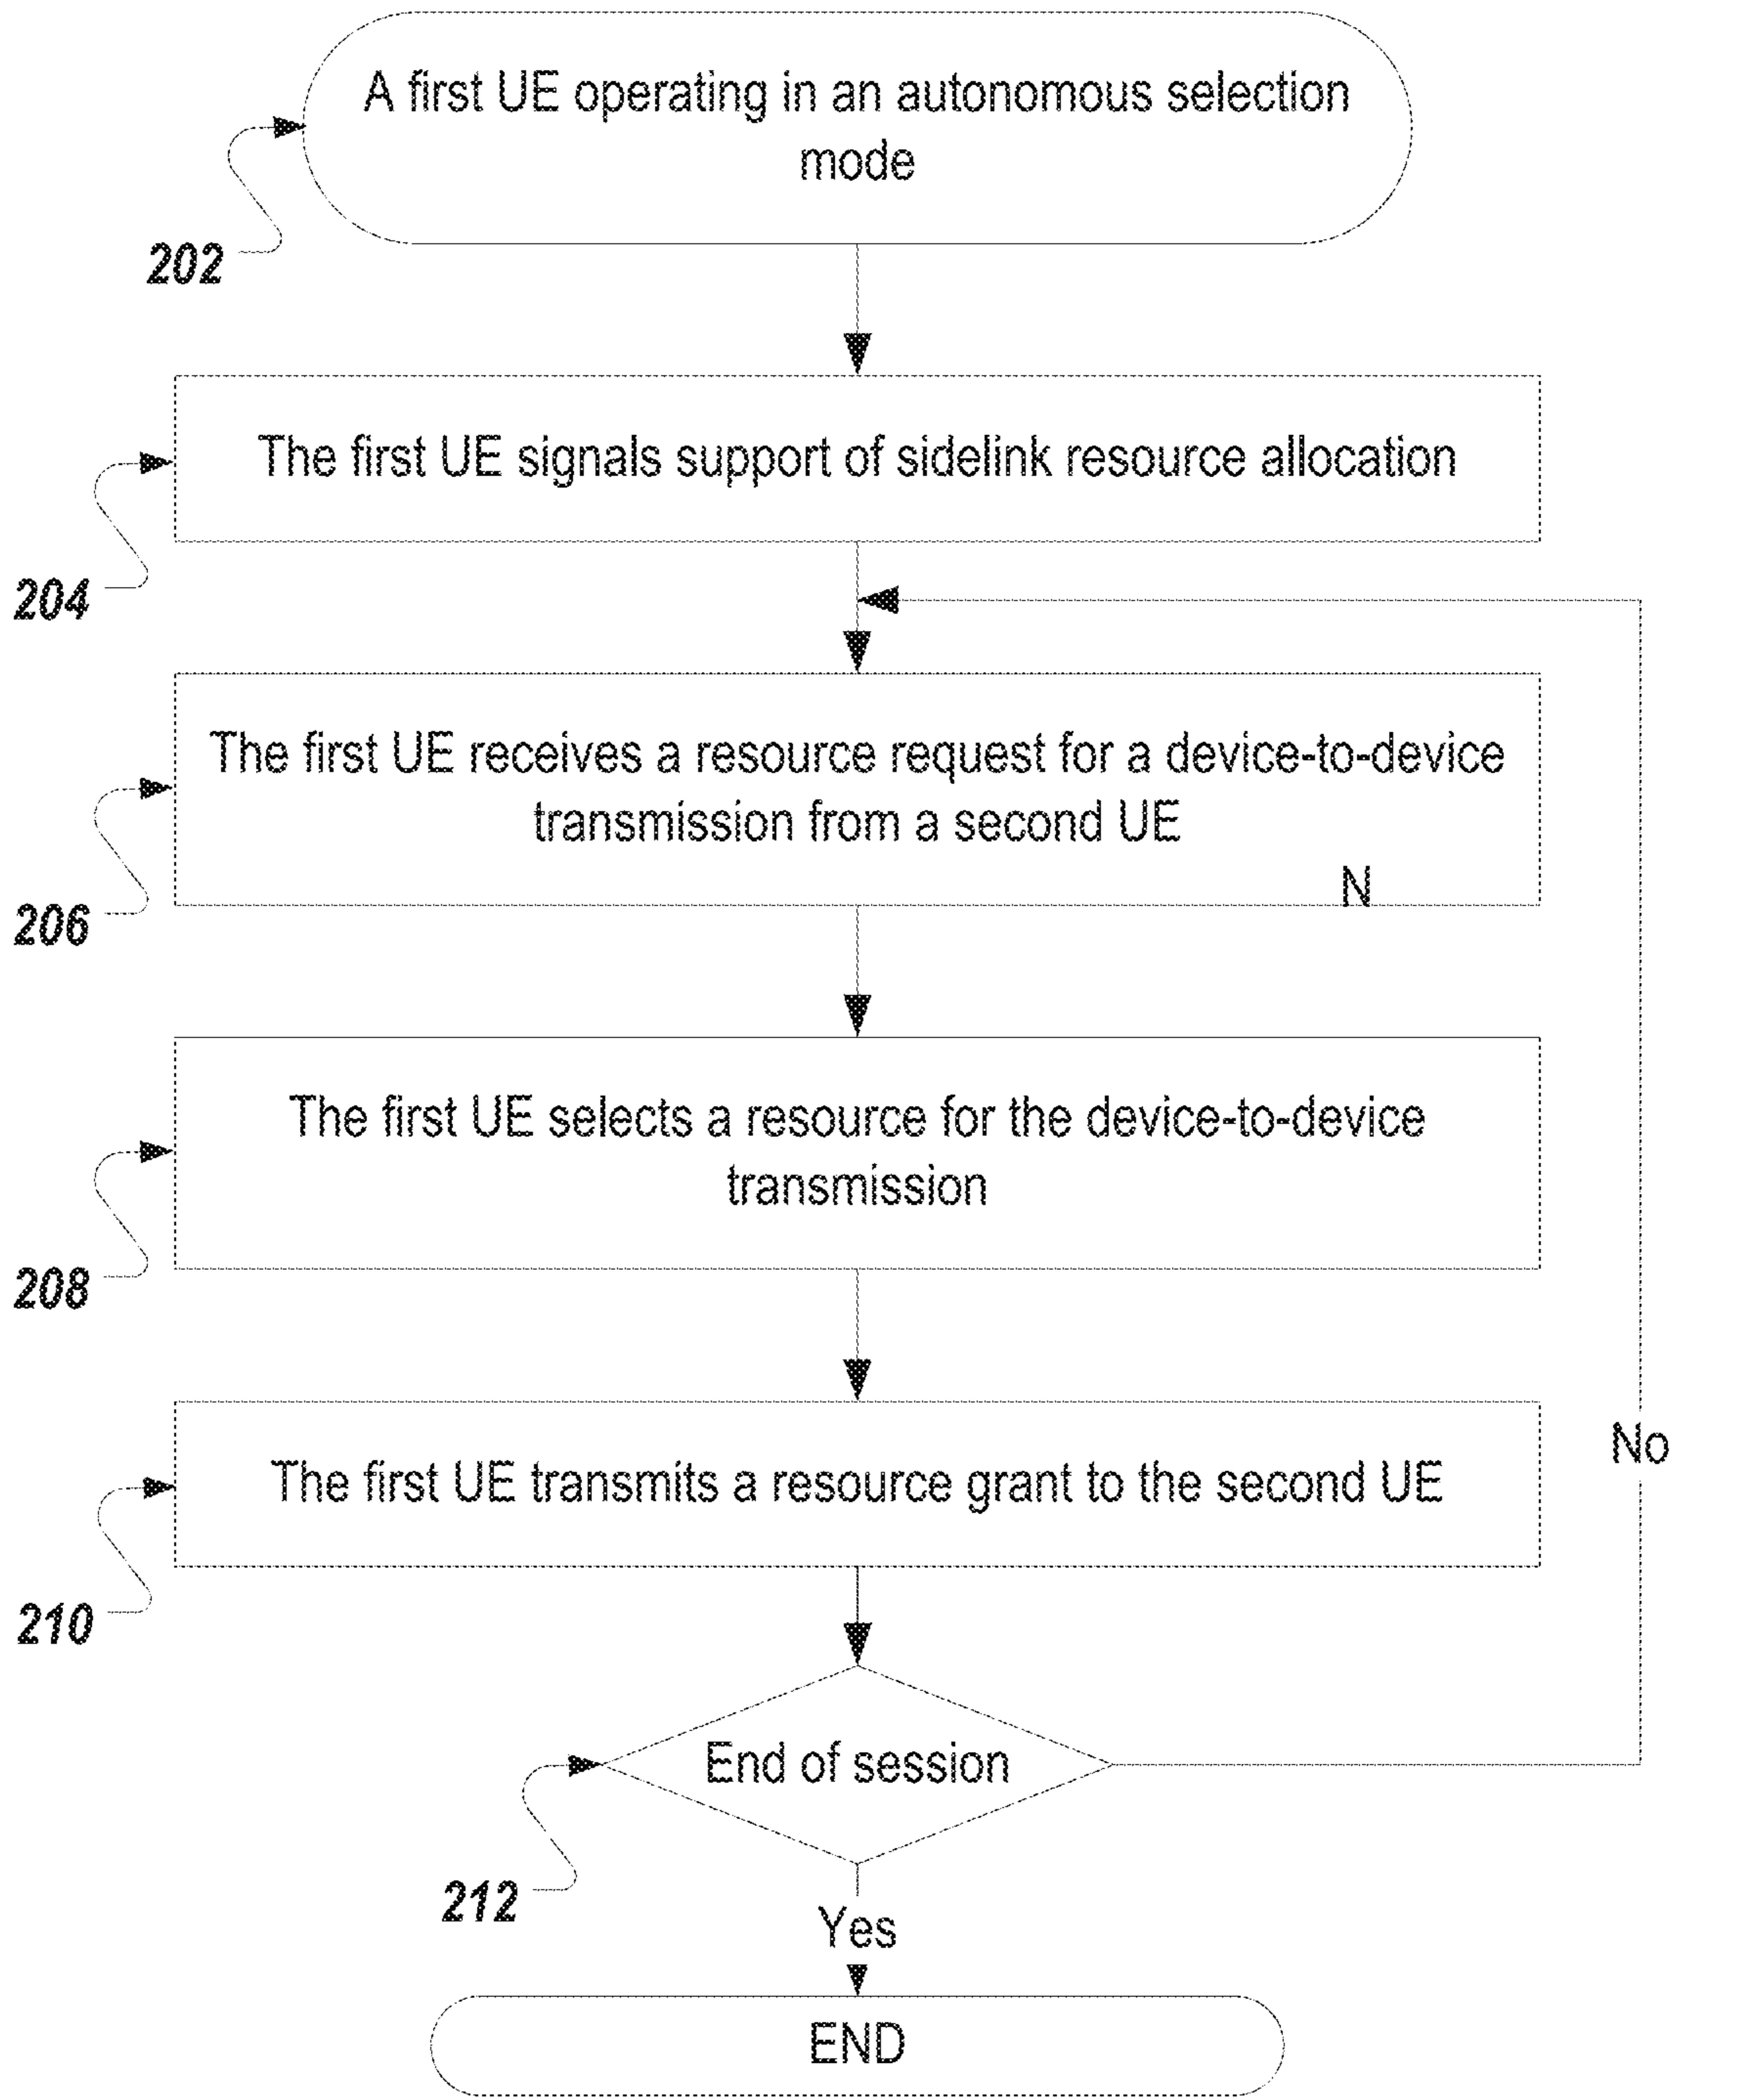 A first UE operating in an autonomous selection
mode
202
The first UE signals support of sidelink resource allocation
204
The first UE receives a resource request for a device-to-device
transmission from a second UE
N
206
The first UE selects a resource for the device-to-device
transmission
208
The first UE transmits a resource grant to the second UE
No
210
End of session
212
Yes
END